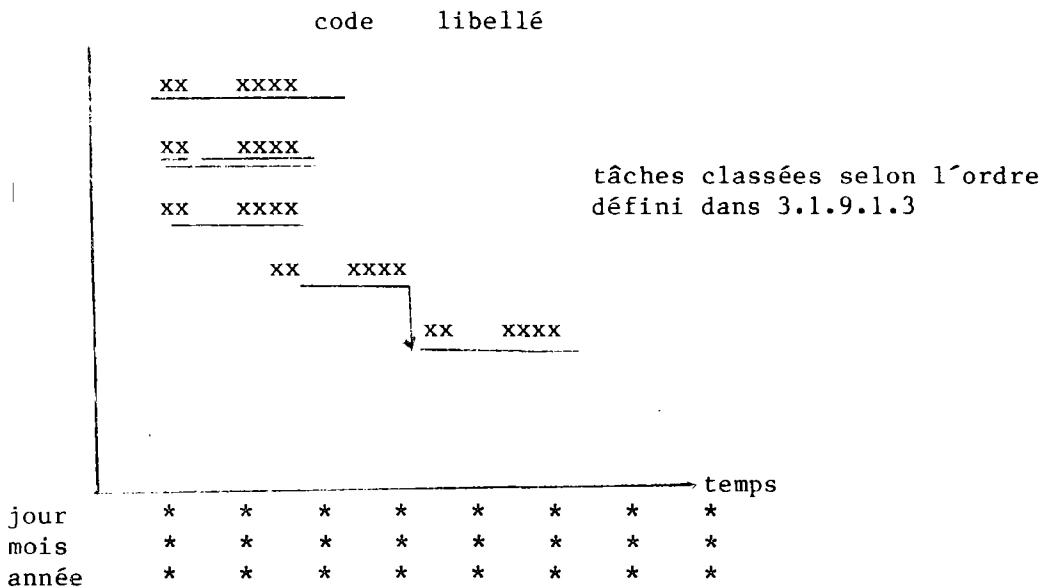 code libellé
xx xxxx
xx xxxx
tâches classées selon l´ordre
défini dans 3.1.9.1.3
xx xxxx
xx xxxx
xx xxxx
temps
jour * * * * * * * *
mois * * * * * * * *
année * * * * * * * *